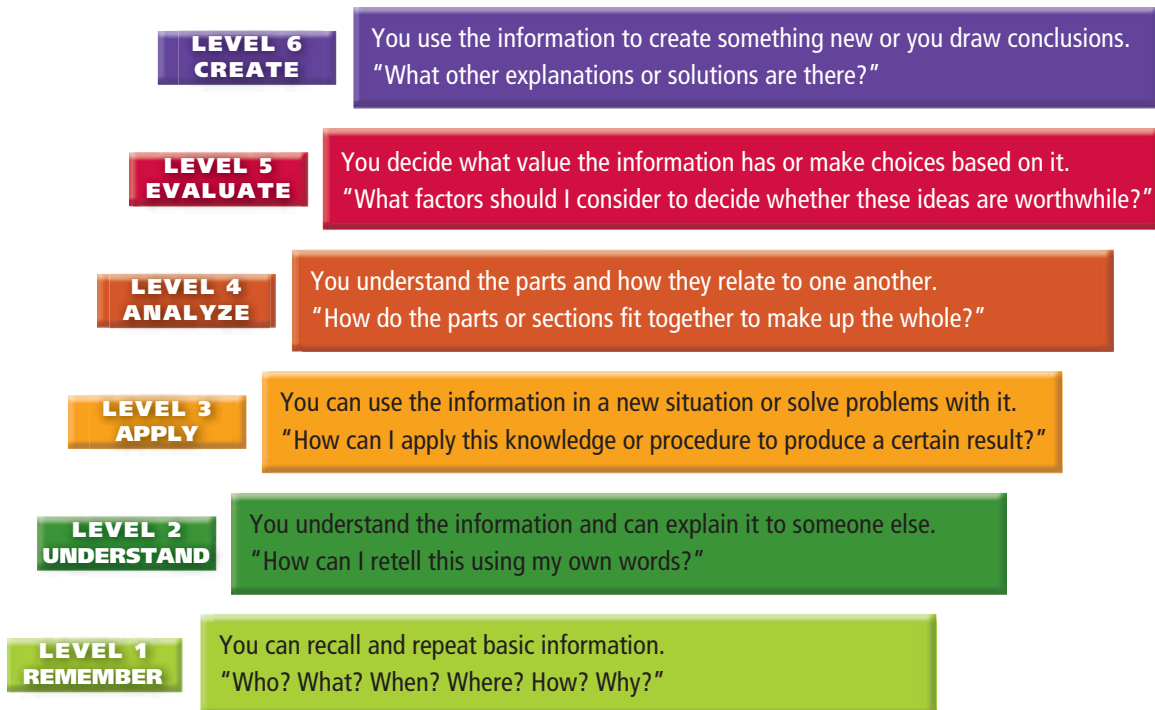 LEVEL 6
CREATE
You use the information to create something new or you draw conclusions.
"What other explanations or solutions are there?"
LEVEL 5
EVALUATE
You decide what value the information has or make choices based on it.
"What factors should I consider to decide whether these ideas are worthwhile?"
LEVEL 4
ANALYZE
You understand the parts and how they relate to one another.
"How do the parts or sections fit together to make up the whole?"
LEVEL 3
APPLY
You can use the information in a new situation or solve problems with it.
"How can I apply this knowledge or procedure to produce a certain result?"
LEVEL 2
UNDERSTAND
You understand the information and can explain it to someone else.
"How can I retell this using my own words?"
LEVEL 1
REMEMBER
You can recall and repeat basic information.
"Who? What? When? Where? How? Why?"